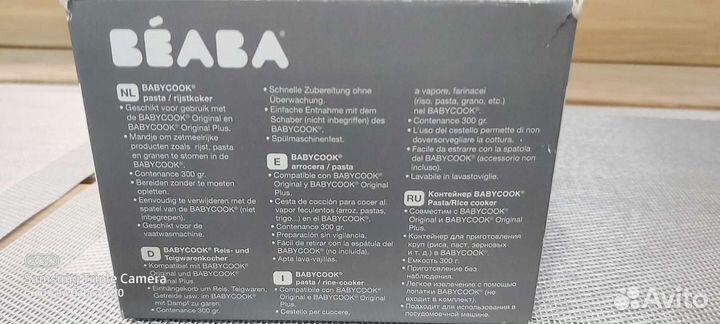 BÉABA®
NL BABYCOOK®
pasta / rijstkoker
• Geschikt voor gebruik met
de BABYCOOK® Original en
BABYCOOK® Original Plus.
• Mandje om zetmeelrijke
producten zoals rijst, pasta
en granen te stomen in de
BABYCOOK®.
• Contenance 300 gr.
• Bereiden zonder te moeten
opletten.
• Eenvoudig te verwijderen met de
spatel van de BABYCOOK® (niet
inbegrepen).
• Geschikt voor de
vaatwasmachine.
D BABYCOOK® Reis- und
Teigwarenkocher
• Kompatibel mit BABYCOOK®
Original und BABYCOOK®
Original Plus.
• Einhängekorb um Reis, Teigwaren,
Getreide usw. im BABYCOOK®
mit Dampf zu garen.
• Contenance 300 gr.
• Schnelle Zubereitung ohne
Überwachung.
• Einfache Entnahme mit dem
Schaber (nicht inbegriffen) des
BABYCOOK®.
• Spülmaschinenfest.
E BABYCOOK®
arrocera / pasta
• Compatible con BABYCOOK®
Original y BABYCOOK® Original
Plus.
• Cesta de cocción para cocer al
vapor feculentos (arroz, pastas,
trigo...) en el BABYCOOK®.
• Contenance 300 gr.
• Preparación sin vigilancia.
• Fácil de retirar con la espátula del
BABYCOOK® (no incluida).
• Apta lava-vajillas.
I BABYCOOK®
pasta / rice-cooker
• Compatibile con BABYCOOK®
Original e BABYCOOK® Original
Plus.
• Cestello per cuocere,
a vapore, farinacei
(riso, pasta, grano, etc.)
nel BABYCOOK®.
• Contenance 300 gr.
• L'uso del cestello permette di non
doversorvegliare la cottura.
• Facile da estrarre con la spatola
del BABYCOOK® (accessorio non
incluso).
• Lavabile in lavastoviglie.
RU Контейнер BABYCOOK®
Pasta/Rice cooker
• Совместим с BABYCOOK®
Original и BABYCOOK® Original
Plus.
• Контейнер для приготовления
круп (риса, паст, зерновых
и т. д.) в BABYCOOK®.
• Емкость 300 г.
• Приготовление без
наблюдения.
• Легкое извлечение с помощью
лопатки BABYCOOK® (не
входит в комплект).
• Подходит для использования в
посудомоечной машине.
Samsung Triple Camera
Avito